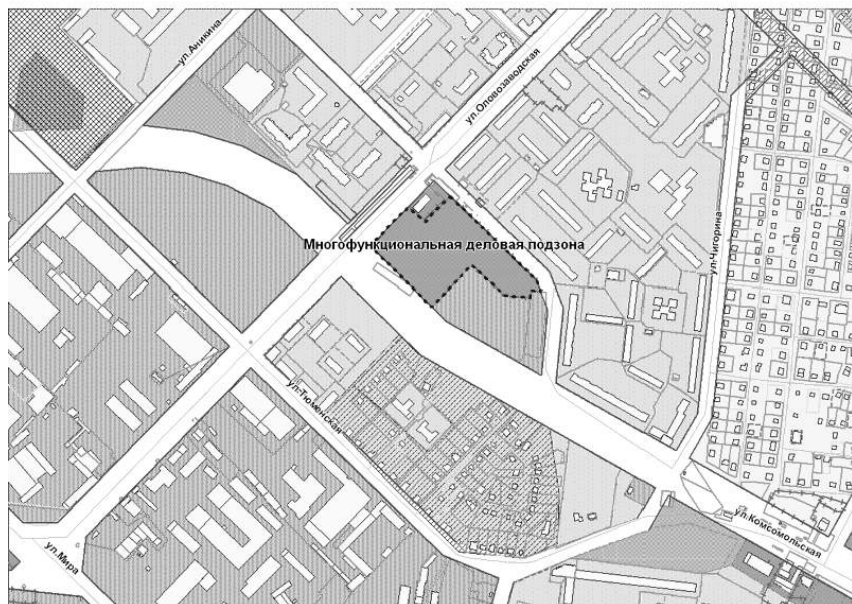 ул.Аникина
ул.Оловозаводская
Многофункциональная деловая подзона
ул.Чигорина
ул.Тюменская
ул.Комсомольская
ул.Мира